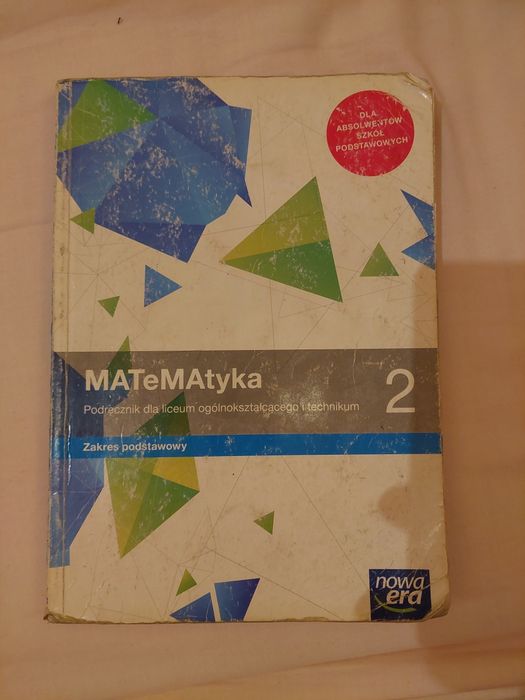 DLA
ABSOLWENTÓW
SZKÓŁ
PODSTAWOWYCH
MATeMAtyka
2
Podręcznik dla liceum ogólnokształcącego i technikum
Zakres podstawowy
nowa
era